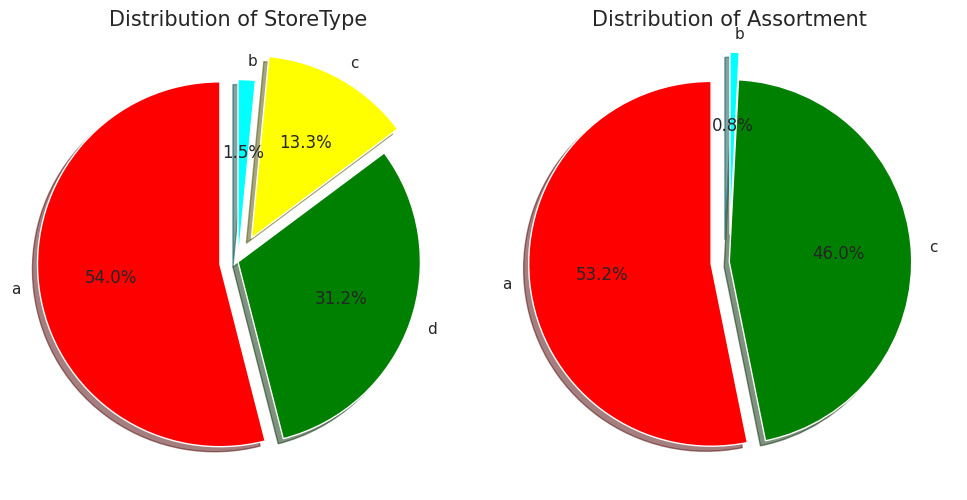 Distribution of StoreType
b
c
1.5%
13.3%
54.0%
a
31.2%
d
Distribution of Assortment
b
0.8%
46.0%
c
53.2%
a